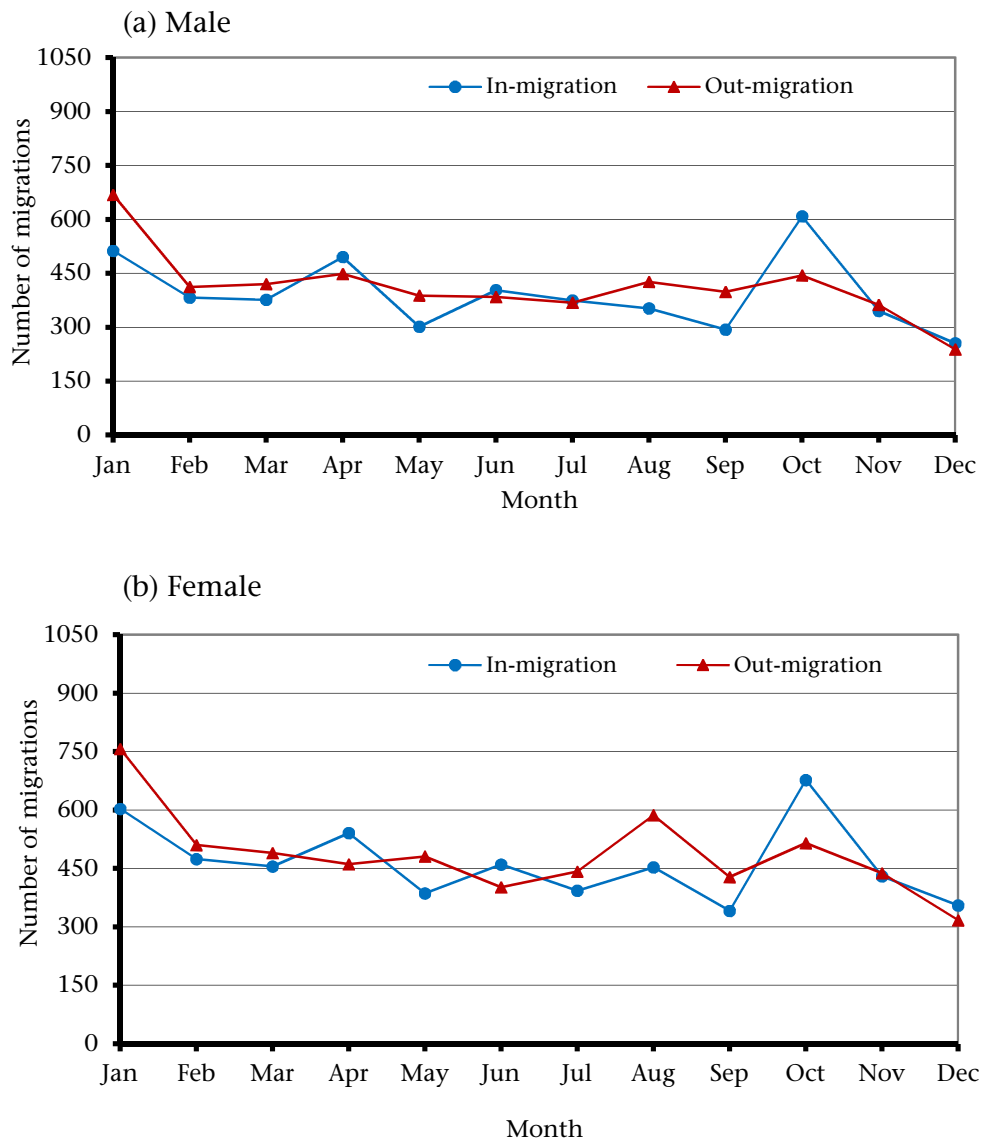 (a) Male
1050
In-migration Out-migration
900
750
600
450
300
150
0
Number of migrations
Jan Feb Mar Apr May Jun Jul Aug Sep Oct Nov Dec
Month
(b) Female
1050
In-migration Out-migration
900
750
600
450
300
150
0
Number of migrations
Jan Feb Mar Apr May Jun Jul Aug Sep Oct Nov Dec
Month